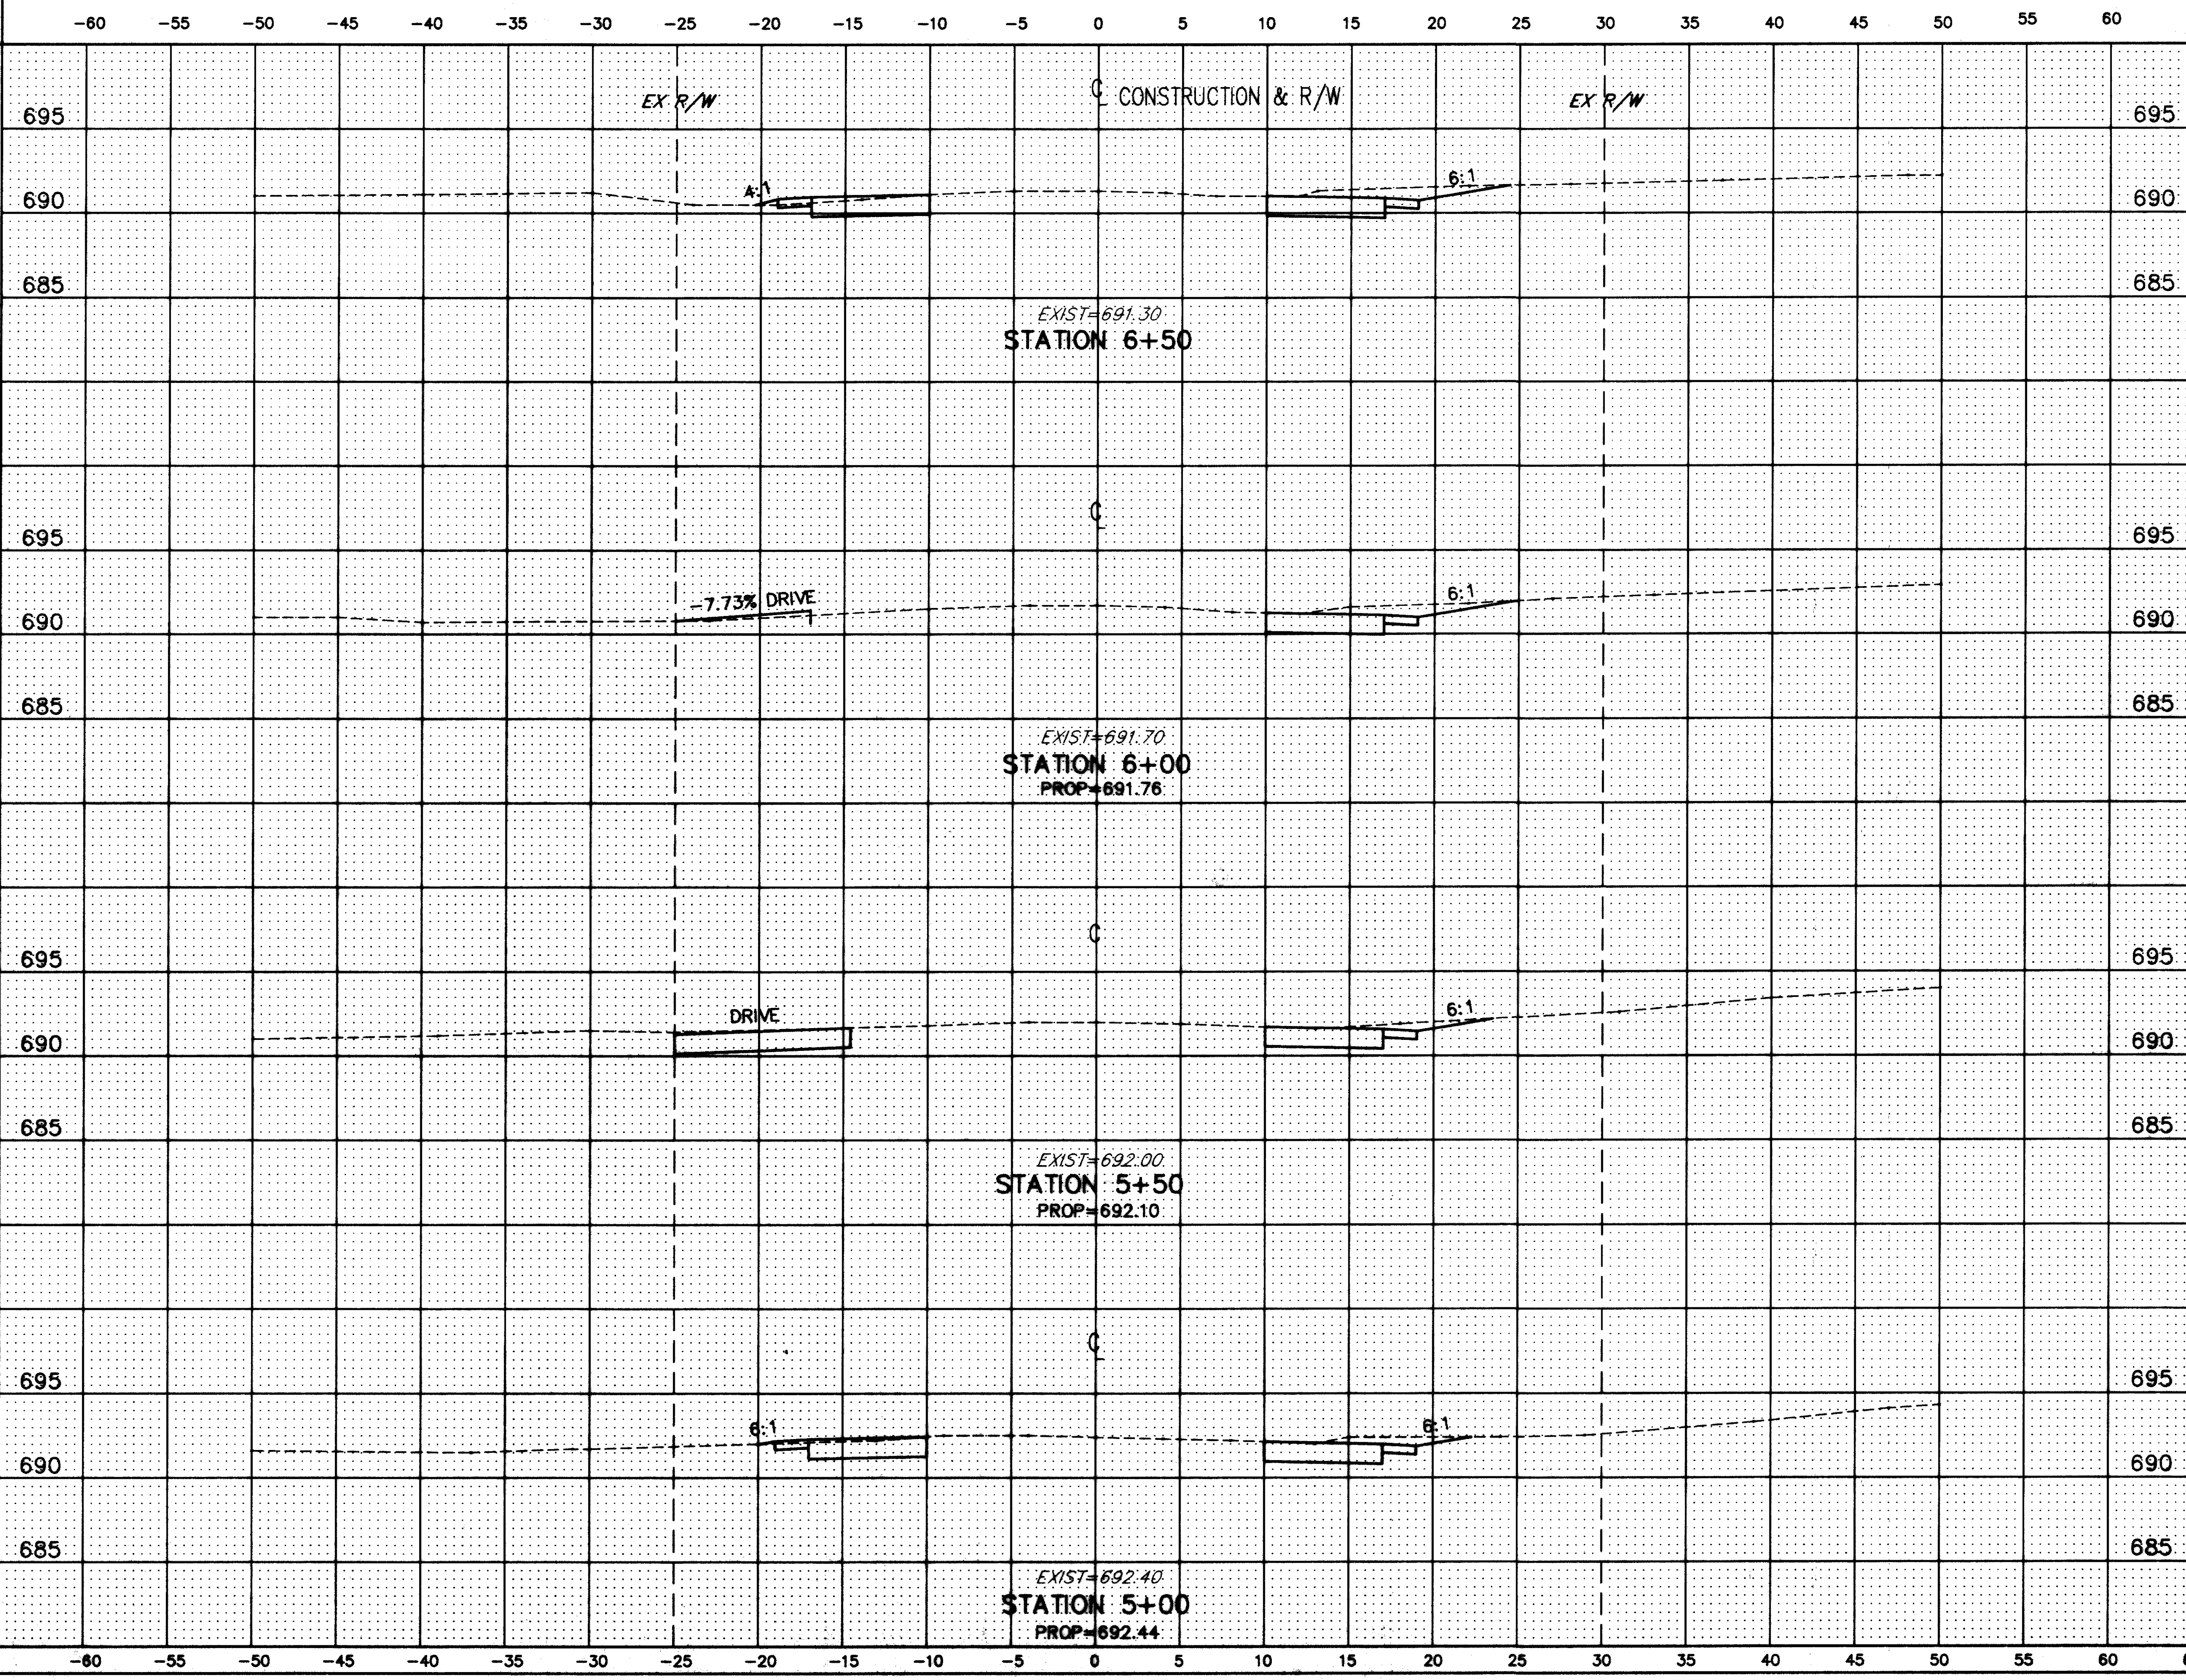 -60 -55 -50 -45 -40 -35 -30 -25 -20 -15 -10 -5 0 5 10 15 20 25 30 35 40 45 50 55 60
EX R/W ℄ CONSTRUCTION & R/W EX R/W
695 695
4:1 6:1
690 690
685 685
EXIST=691.30
STATION 6+50
℄
695 695
-7.73% DRIVE 6:1
690 690
685 685
EXIST=691.70
STATION 6+00
PROP=691.76
℄
695 695
DRIVE 6:1
690 690
685 685
EXIST=692.00
STATION 5+50
PROP=692.10
℄
695 695
6:1 6:1
690 690
685 685
EXIST=692.40
STATION 5+00
PROP=692.44
-60 -55 -50 -45 -40 -35 -30 -25 -20 -15 -10 -5 0 5 10 15 20 25 30 35 40 45 50 55 60